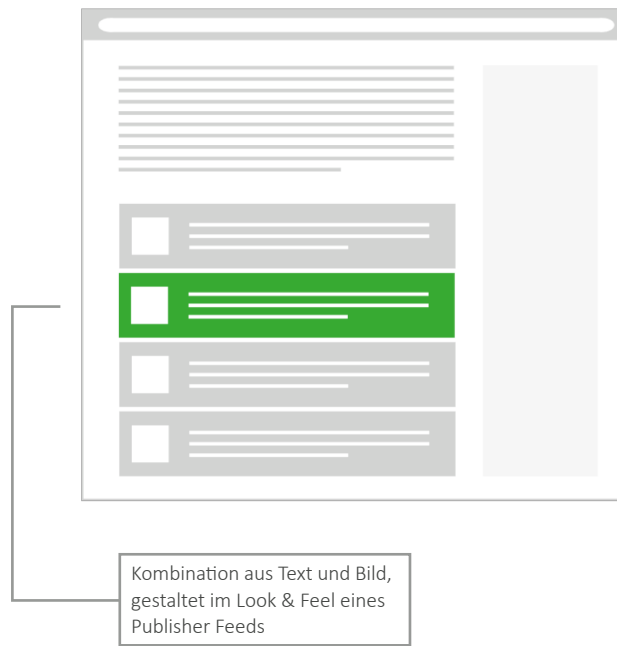 Kombination aus Text und Bild,
gestaltet im Look & Feel eines
Publisher Feeds